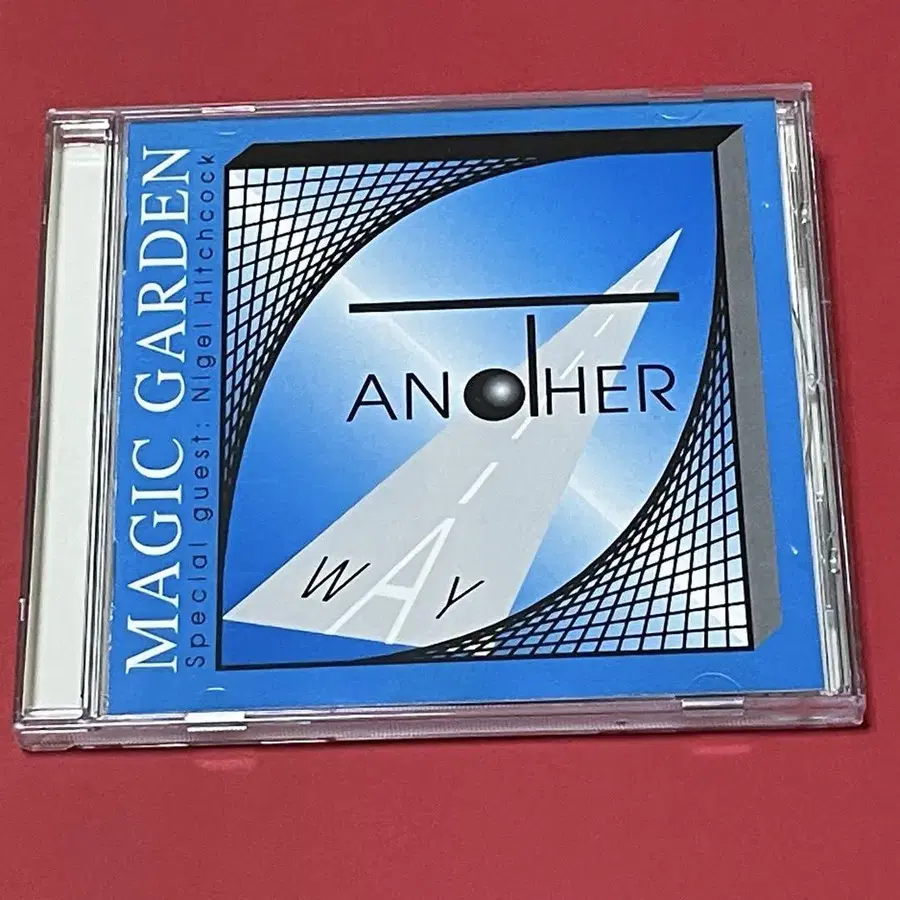 MAGIC GARDEN
Special guest: Nigel Hitchcock
ANOTHER
WAY